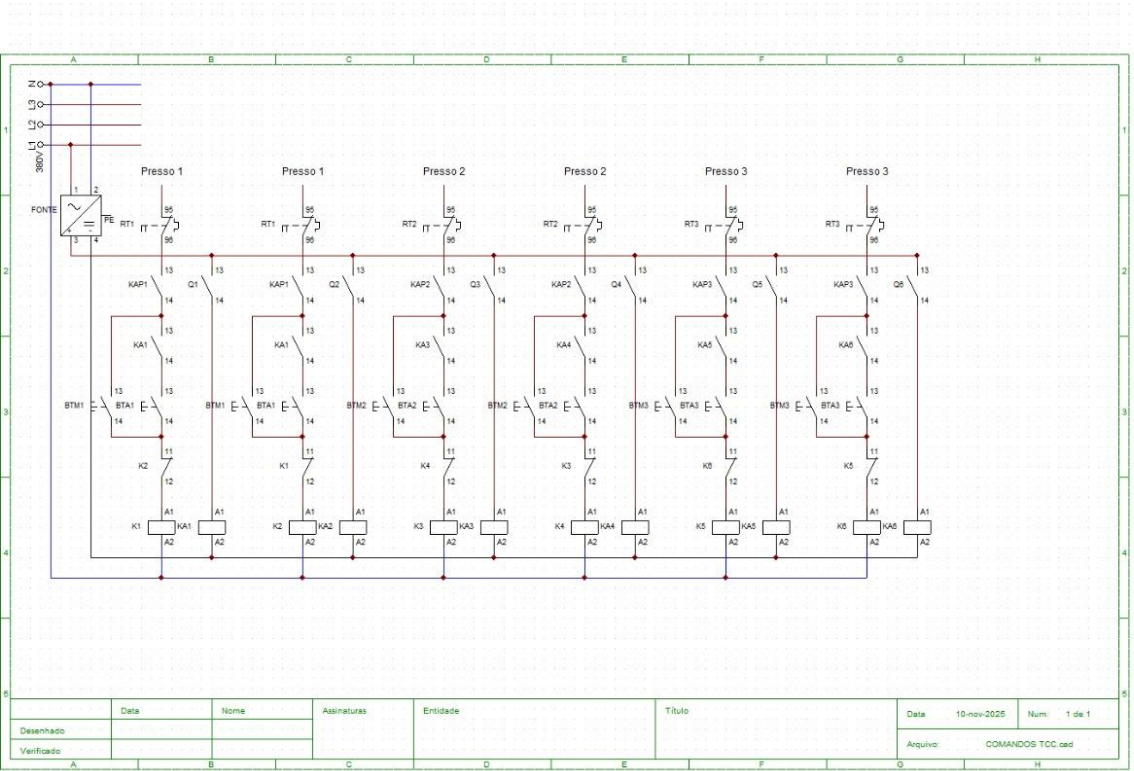 A B C D E F G H
N
L3
L2
L1
380V
1 1
Presso 1 Presso 1 Presso 2 Presso 2 Presso 3 Presso 3
1 2
FONTE PE
+ -
3 4
95 95 95 95 95 95
RT1 RT1 RT2 RT2 RT3 RT3
96 96 96 96 96 96
2 2
13 13 13 13 13 13 13 13 13 13 13 13
KAP1 Q1 KAP1 Q2 KAP2 Q3 KAP2 Q4 KAP3 Q5 KAP3 Q6
14 14 14 14 14 14 14 14 14 14 14 14
13 13 13 13 13 13
KA1 KA1 KA3 KA4 KA5 KA6
14 14 14 14 14 14
13 13 13 13 13 13 13 13 13 13 13 13
BTM1 BTA1 BTM1 BTA1 BTM2 BTA2 BTM2 BTA2 BTM3 BTA3 BTM3 BTA3
14 14 14 14 14 14 14 14 14 14 14 14
3 3
11 11 11 11 11 11
K2 K1 K4 K3 K6 K5
12 12 12 12 12 12
A1 A1 A1 A1 A1 A1 A1 A1 A1 A1 A1 A1
K1 KA1 K2 KA2 K3 KA3 K4 KA4 K5 KA5 K6 KA6
A2 A2 A2 A2 A2 A2 A2 A2 A2 A2 A2 A2
4 4
5 5
Data Nome Assinaturas Entidade Título Data 10-nov-2025 Num: 1 de 1
Desenhado
Verificado Arquivo: COMANDOS TCC.cad
A B C D E F G H